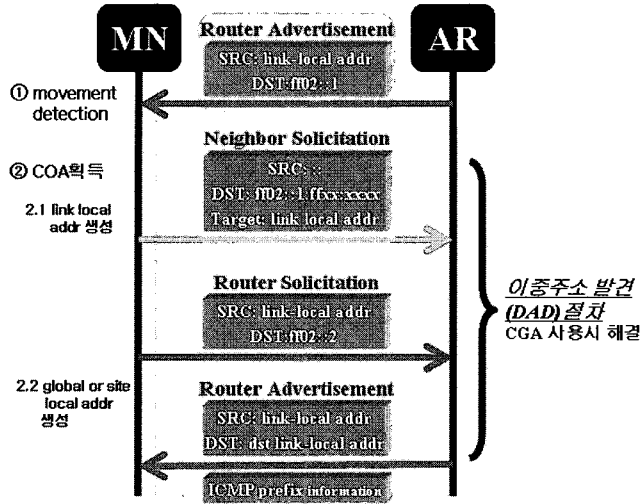 MN
AR
Router Advertisement
SRC: link-local addr
DST:ff02::1
① movement
detection
Neighbor Solicitation
SRC: ::
DST: ff02::1:ffxx:xxxx
Target: link local addr
② COA획득
2.1 link local
addr 생성
Router Solicitation
SRC: link-local addr
DST:ff02::2
이중주소 발견
(DAD)절차
CGA 사용시 해결
2.2 global or site
local addr
생성
Router Advertisement
SRC: link-local addr
DST: dst link-local addr
ICMP prefix information